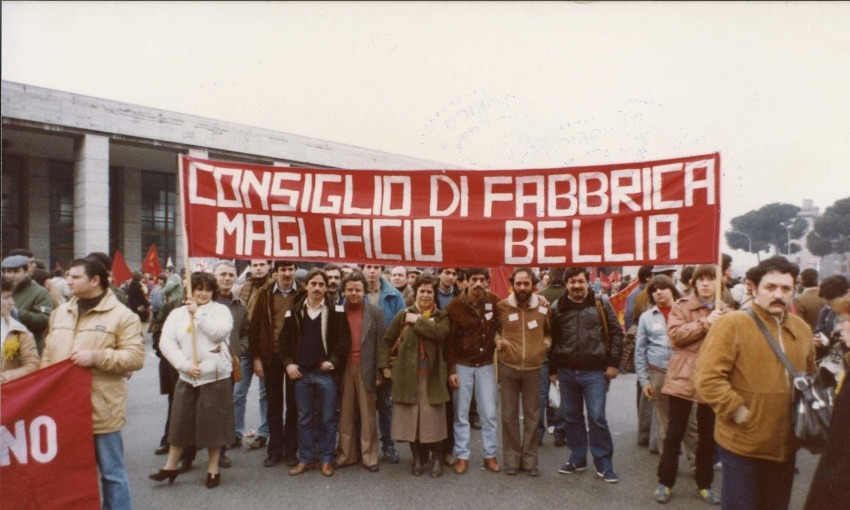 CONSIGLIO DI FABBRICA
MAGLIFICIO BELLIA
NO